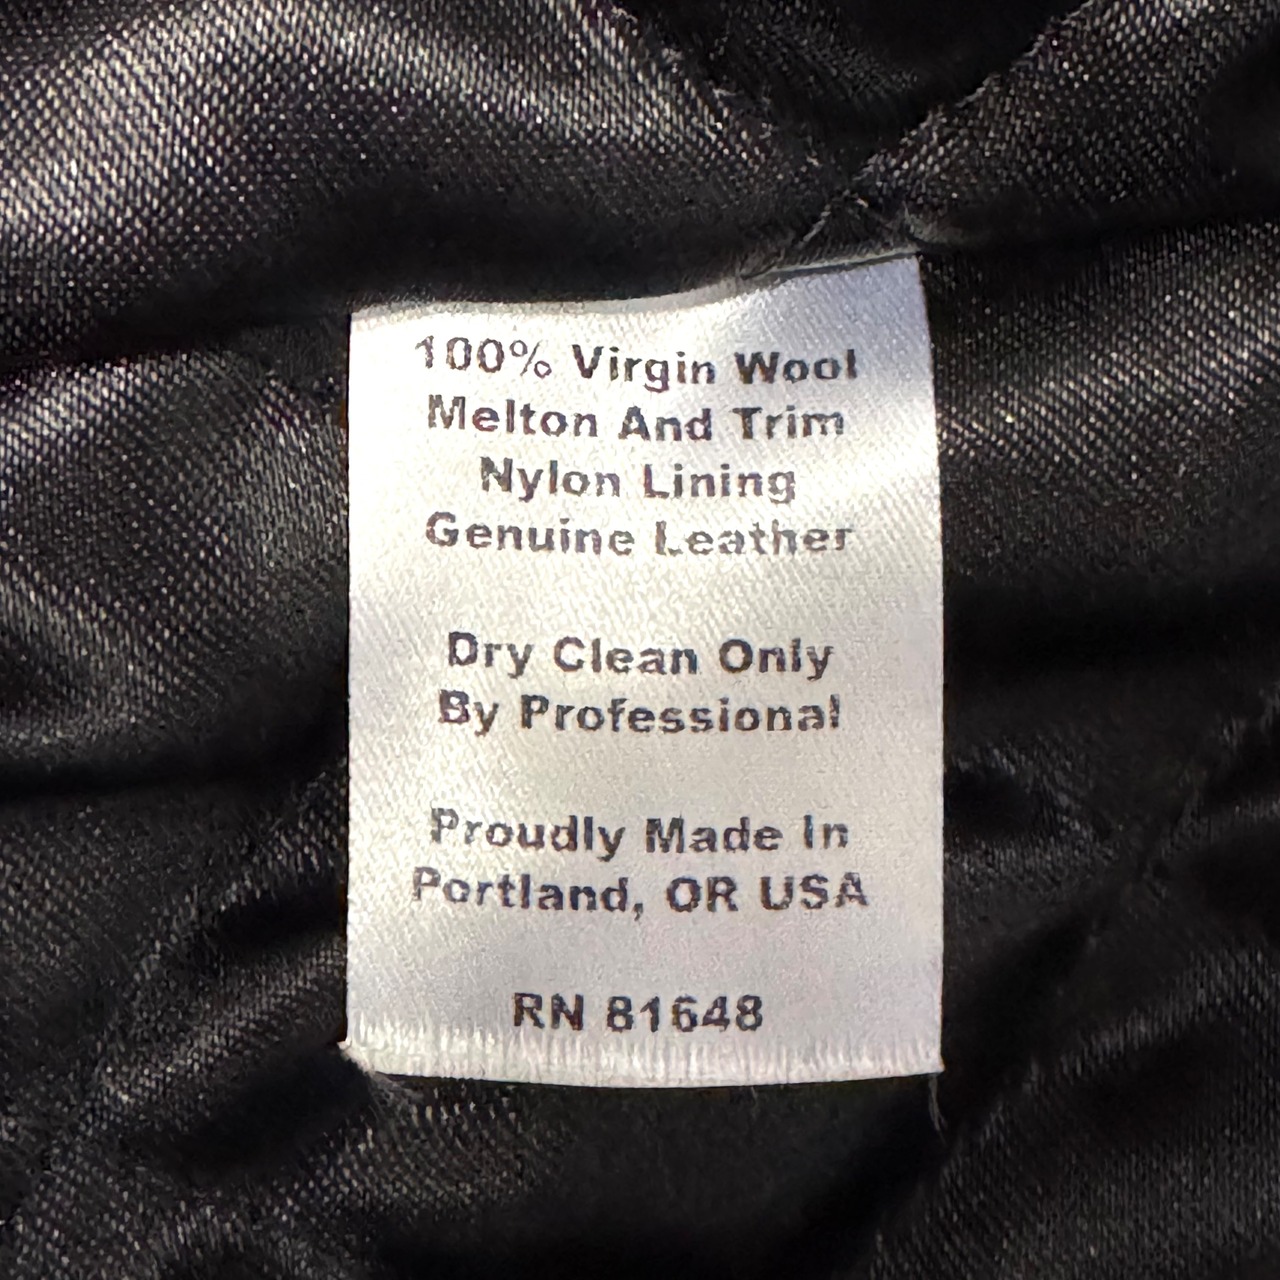 100% Virgin Wool
Melton And Trim
Nylon Lining
Genuine Leather
Dry Clean Only
By Professional
Proudly Made In
Portland, OR USA
RN 81648